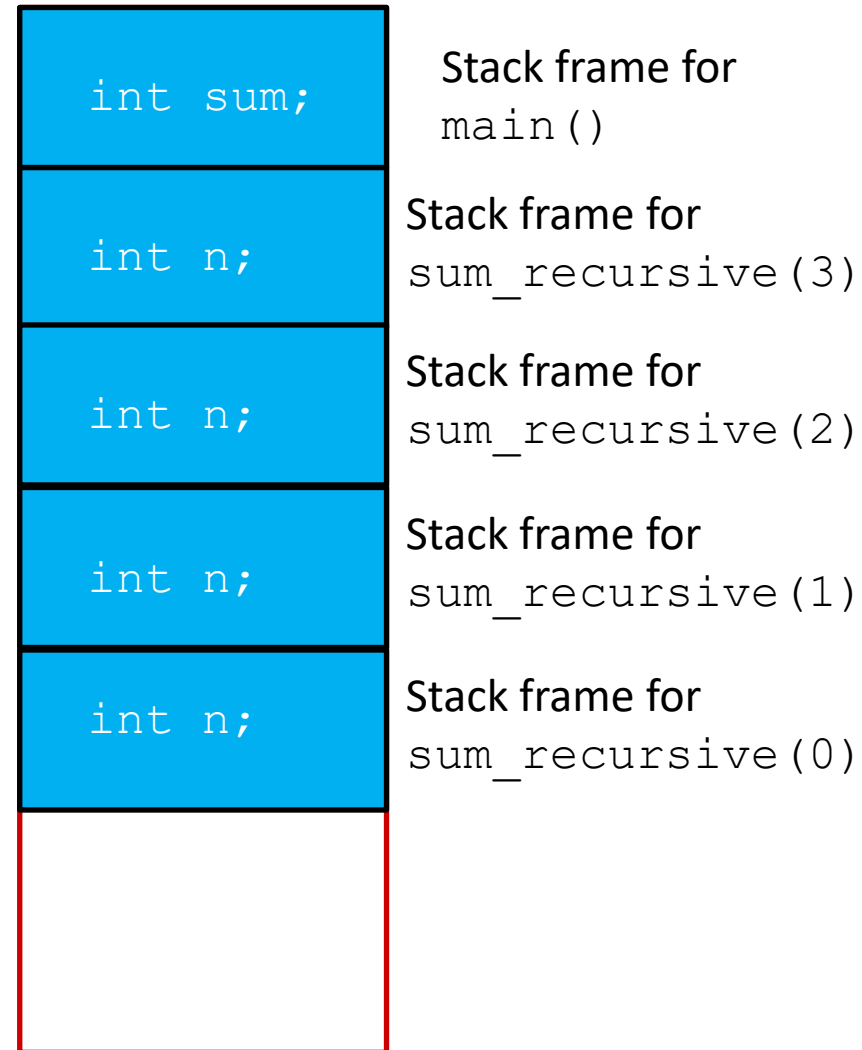 int sum;
Stack frame for
main()
int n;
Stack frame for
sum_recursive(3)
int n;
Stack frame for
sum_recursive(2)
int n;
Stack frame for
sum_recursive(1)
int n;
Stack frame for
sum_recursive(0)